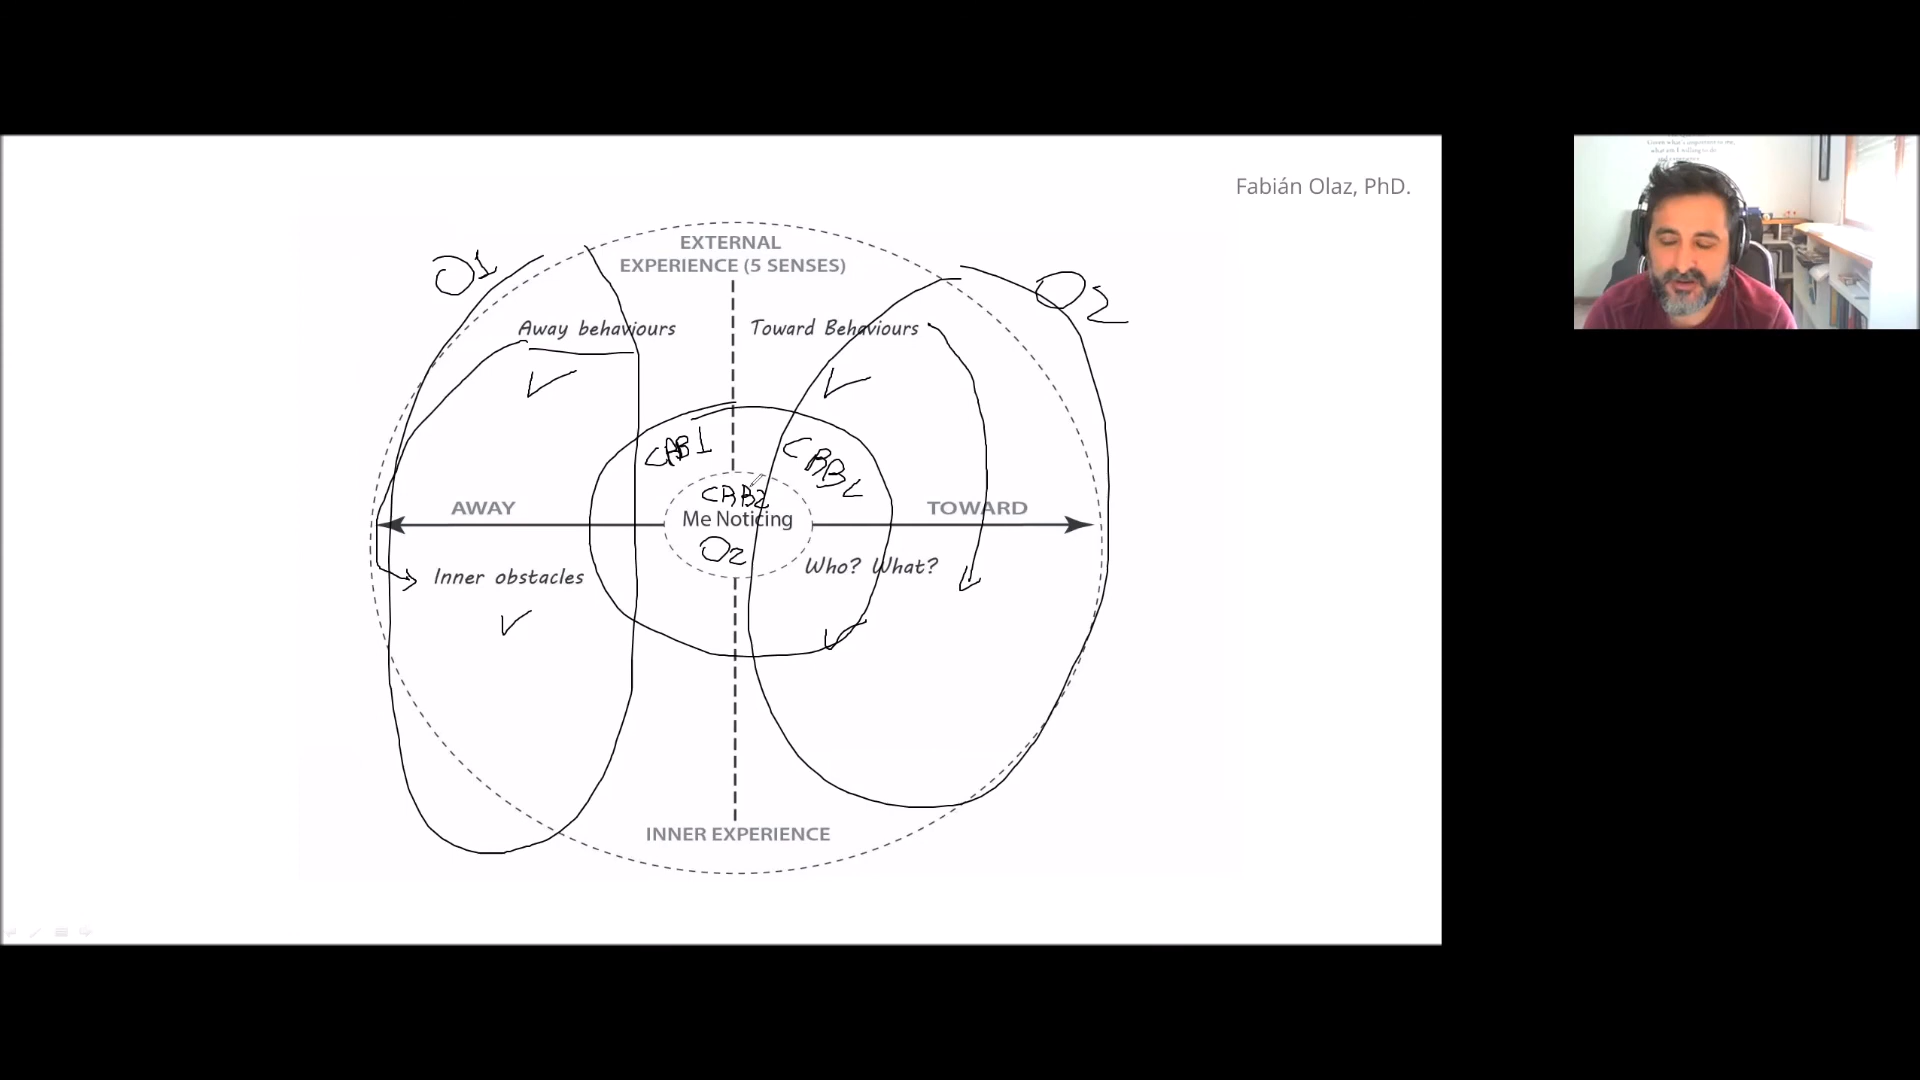 Fabián Olaz, PhD.
EXTERNAL
EXPERIENCE (5 SENSES)
O1
O2
Away behaviours
Toward Behaviours
CRB1
CRB2
CRB2
AWAY
Me Noticing
TOWARD
O2
Who? What?
Inner obstacles
INNER EXPERIENCE